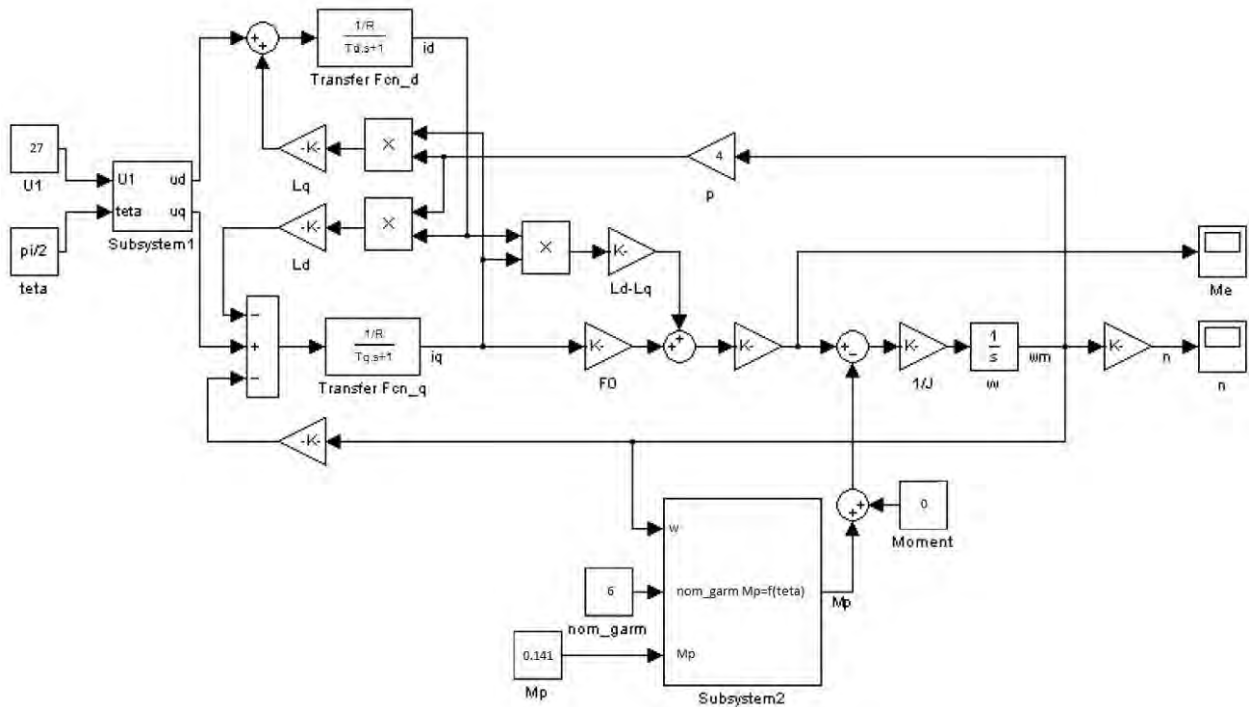 1/R
Td.s+1
id
Transfer Fcn_d
27
U1
U1 ud
teta uq
Subsystem1
pi/2
teta
-K-
×
Lq
4
p
-K-
×
Ld
×
K-
Ld-Lq
Me
1/R
Tq.s+1
iq
Transfer Fcn_q
K-
F0
K-
K-
1/J
1
s
w
wm
K-
n
n
-K-
w
nom_garm Mp=f(teta)
Mp
Subsystem2
Mp
0
Moment
6
nom_garm
0.141
Mp